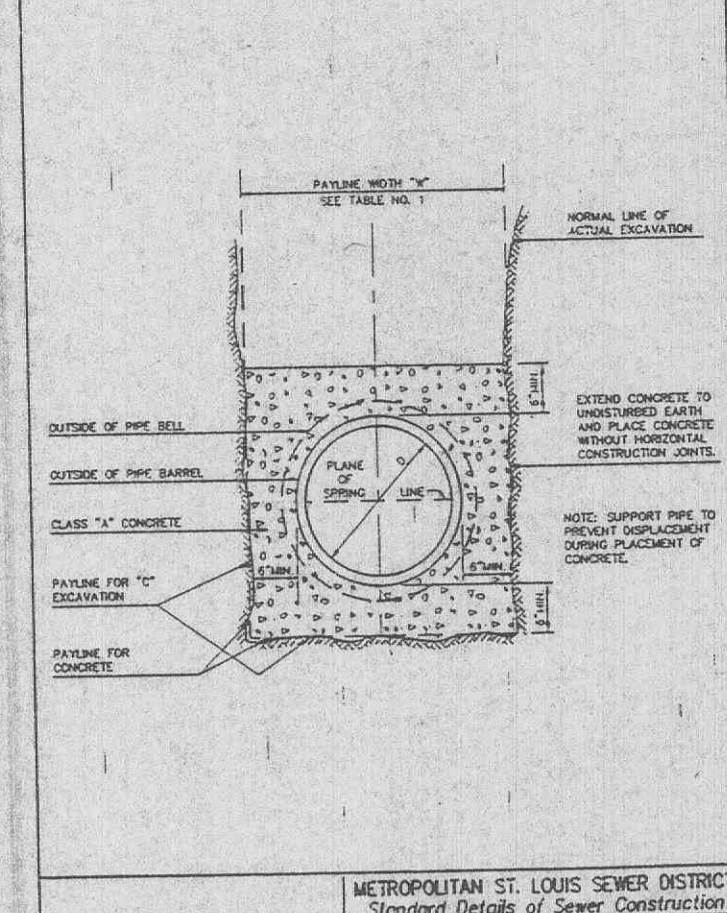 PAYLINE WIDTH "W"
SEE TABLE NO. 1
NORMAL LINE OF
ACTUAL EXCAVATION
6"MIN.
EXTEND CONCRETE TO
UNDISTURBED EARTH
AND PLACE CONCRETE
WITHOUT HORIZONTAL
CONSTRUCTION JOINTS.
OUTSIDE OF PIPE BELL
OUTSIDE OF PIPE BARREL
PLANE
OF
SPRING LINE
D
CLASS "A" CONCRETE
NOTE: SUPPORT PIPE TO
PREVENT DISPLACEMENT
DURING PLACEMENT OF
CONCRETE.
6"MIN.
6"MIN.
PAYLINE FOR "C"
EXCAVATION
6"MIN.
PAYLINE FOR
CONCRETE
METROPOLITAN ST. LOUIS SEWER DISTRICT
Standard Details of Sewer Construction